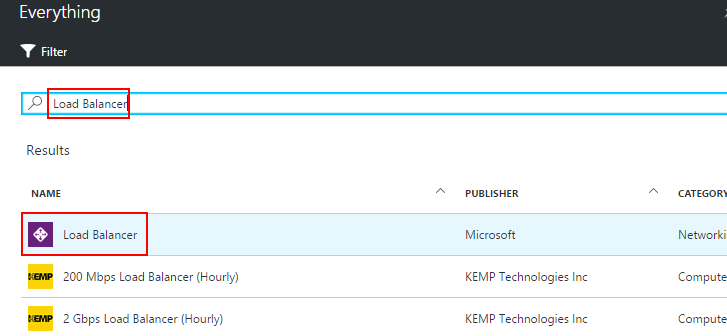 Everything
Filter
Load Balancer
Results
NAME PUBLISHER CATEGORY
Load Balancer Microsoft Networki
KEMP 200 Mbps Load Balancer (Hourly) KEMP Technologies Inc Compute
KEMP 2 Gbps Load Balancer (Hourly) KEMP Technologies Inc Compute